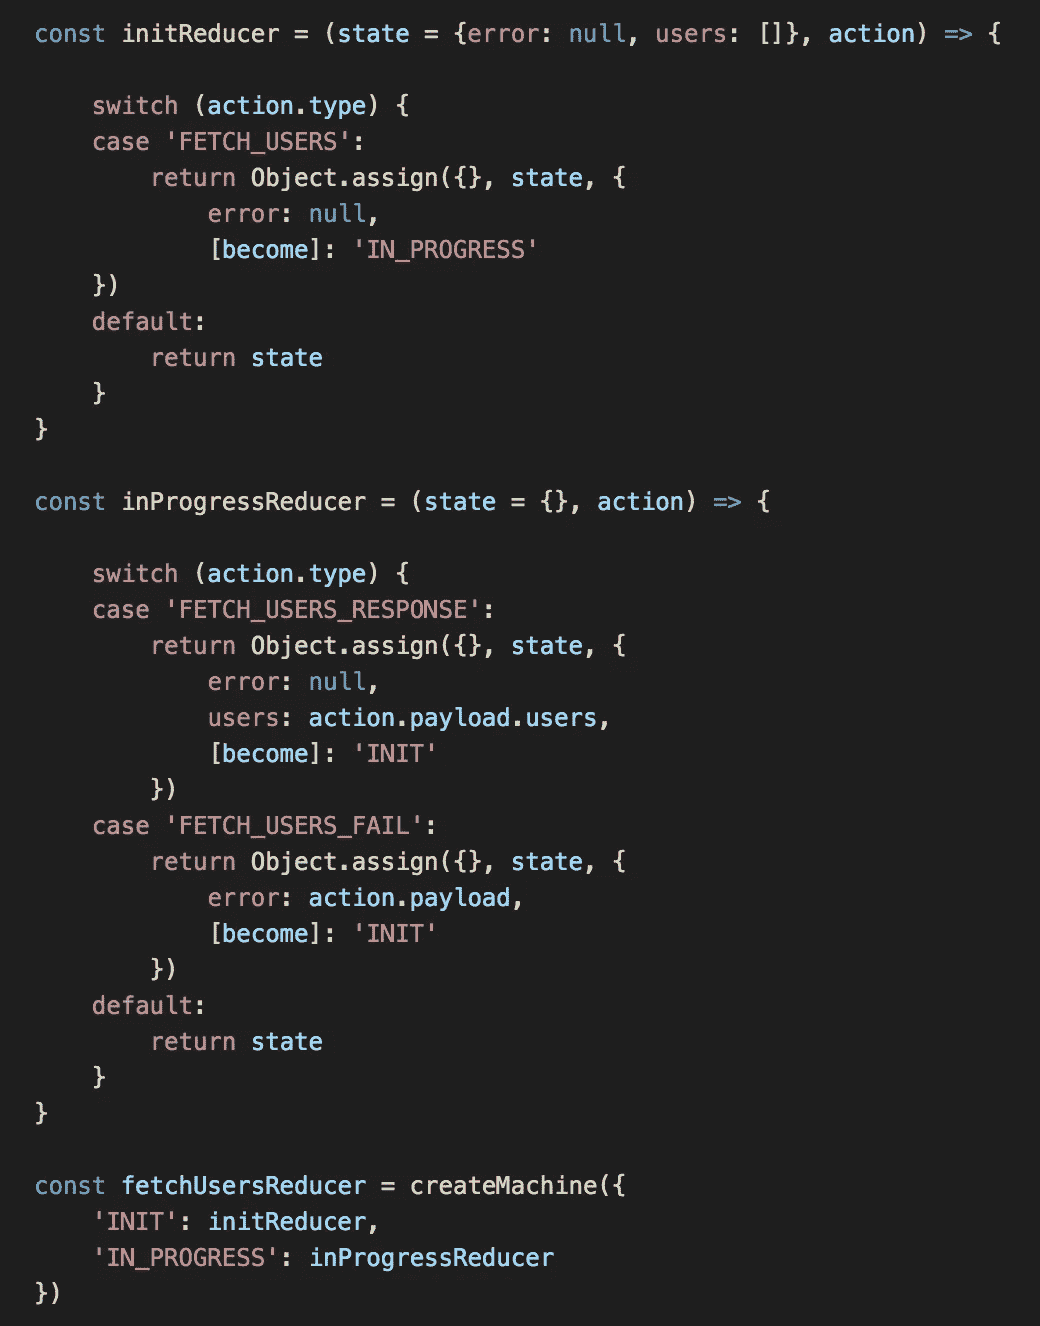 const initReducer = (state = {error: null, users: []}, action) => {

    switch (action.type) {
    case 'FETCH_USERS':
        return Object.assign({}, state, {
            error: null,
            [become]: 'IN_PROGRESS'
    })
    default:
        return state
    }
}

const inProgressReducer = (state = {}, action) => {

    switch (action.type) {
    case 'FETCH_USERS_RESPONSE':
        return Object.assign({}, state, {
            error: null,
            users: action.payload.users,
            [become]: 'INIT'
        })
    case 'FETCH_USERS_FAIL':
        return Object.assign({}, state, {
            error: action.payload,
            [become]: 'INIT'
        })
    default:
        return state
    }
}

const fetchUsersReducer = createMachine({
    'INIT': initReducer,
    'IN_PROGRESS': inProgressReducer
})